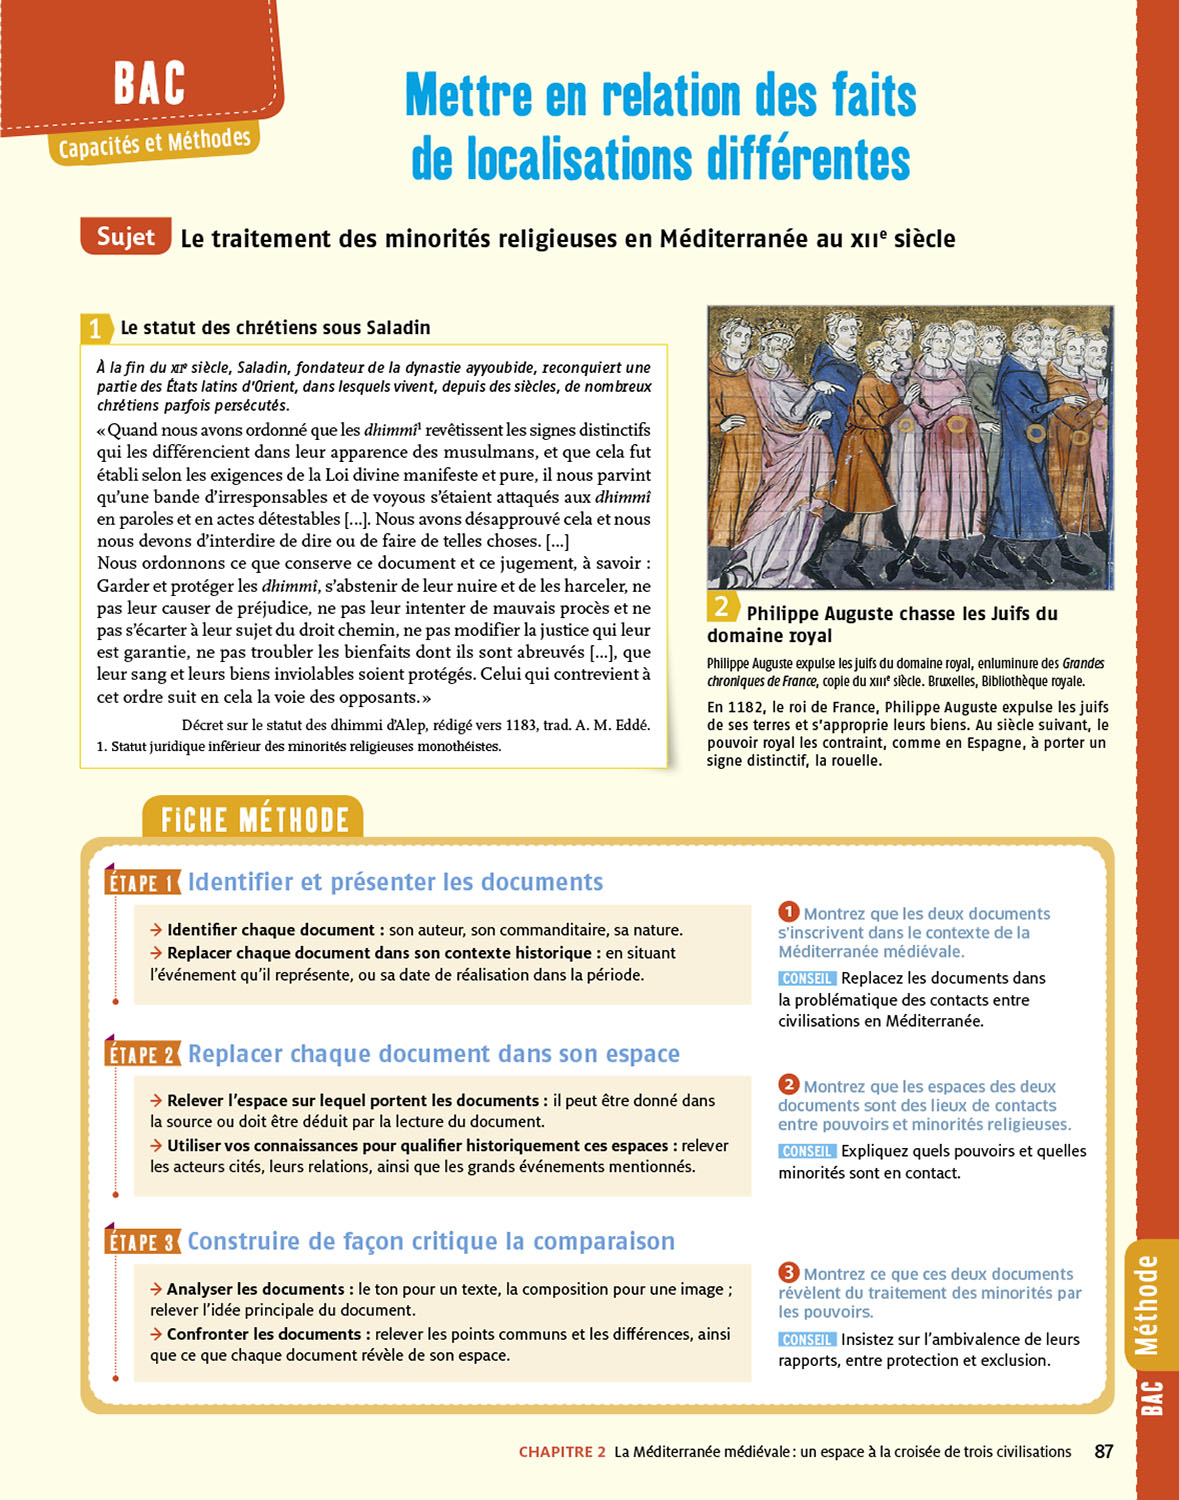 BAC
Capacités et Méthodes
Mettre en relation des faits
de localisations différentes
Sujet Le traitement des minorités religieuses en Méditerranée au XIIe siècle
1 Le statut des chrétiens sous Saladin
À la fin du XIIe siècle, Saladin, fondateur de la dynastie ayyoubide, reconquiert une
partie des États latins d'Orient, dans lesquels vivent, depuis des siècles, de nombreux
chrétiens parfois persécutés.
« Quand nous avons ordonné que les dhimmî1 revêtissent les signes distinctifs
qui les différencient dans leur apparence des musulmans, et que cela fut
établi selon les exigences de la Loi divine manifeste et pure, il nous parvint
qu'une bande d'irresponsables et de voyous s'étaient attaqués aux dhimmî
en paroles et en actes détestables [...]. Nous avons désapprouvé cela et nous
nous devons d'interdire de dire ou de faire de telles choses. [...]
Nous ordonnons ce que conserve ce document et ce jugement, à savoir :
Garder et protéger les dhimmî, s'abstenir de leur nuire et de les harceler, ne
pas leur causer de préjudice, ne pas leur intenter de mauvais procès et ne
pas s'écarter à leur sujet du droit chemin, ne pas modifier la justice qui leur
est garantie, ne pas troubler les bienfaits dont ils sont abreuvés [...], que
leur sang et leurs biens inviolables soient protégés. Celui qui contrevient à
cet ordre suit en cela la voie des opposants. »
Décret sur le statut des dhimmi d'Alep, rédigé vers 1183, trad. A. M. Eddé.
1. Statut juridique inférieur des minorités religieuses monothéistes.
2 Philippe Auguste chasse les Juifs du
domaine royal
Philippe Auguste expulse les juifs du domaine royal, enluminure des Grandes
chroniques de France, copie du XIIIe siècle. Bruxelles, Bibliothèque royale.
En 1182, le roi de France, Philippe Auguste expulse les juifs
de ses terres et s'approprie leurs biens. Au siècle suivant, le
pouvoir royal les contraint, comme en Espagne, à porter un
signe distinctif, la rouelle.
FICHE MÉTHODE
ÉTAPE 1 Identifier et présenter les documents
→ Identifier chaque document : son auteur, son commanditaire, sa nature.
→ Replacer chaque document dans son contexte historique : en situant
l'événement qu'il représente, ou sa date de réalisation dans la période.
1 Montrez que les deux documents
s'inscrivent dans le contexte de la
Méditerranée médiévale.
CONSEIL Replacez les documents dans
la problématique des contacts entre
civilisations en Méditerranée.
ÉTAPE 2 Replacer chaque document dans son espace
→ Relever l'espace sur lequel portent les documents : il peut être donné dans
la source ou doit être déduit par la lecture du document.
→ Utiliser vos connaissances pour qualifier historiquement ces espaces : relever
les acteurs cités, leurs relations, ainsi que les grands événements mentionnés.
2 Montrez que les espaces des deux
documents sont des lieux de contacts
entre pouvoirs et minorités religieuses.
CONSEIL Expliquez quels pouvoirs et quelles
minorités sont en contact.
ÉTAPE 3 Construire de façon critique la comparaison
→ Analyser les documents : le ton pour un texte, la composition pour une image ;
relever l'idée principale du document.
→ Confronter les documents : relever les points communs et les différences, ainsi
que ce que chaque document révèle de son espace.
3 Montrez ce que ces deux documents
révèlent du traitement des minorités par
les pouvoirs.
CONSEIL Insistez sur l'ambivalence de leurs
rapports, entre protection et exclusion.
BAC Méthode
CHAPITRE 2 La Méditerranée médiévale : un espace à la croisée de trois civilisations 87